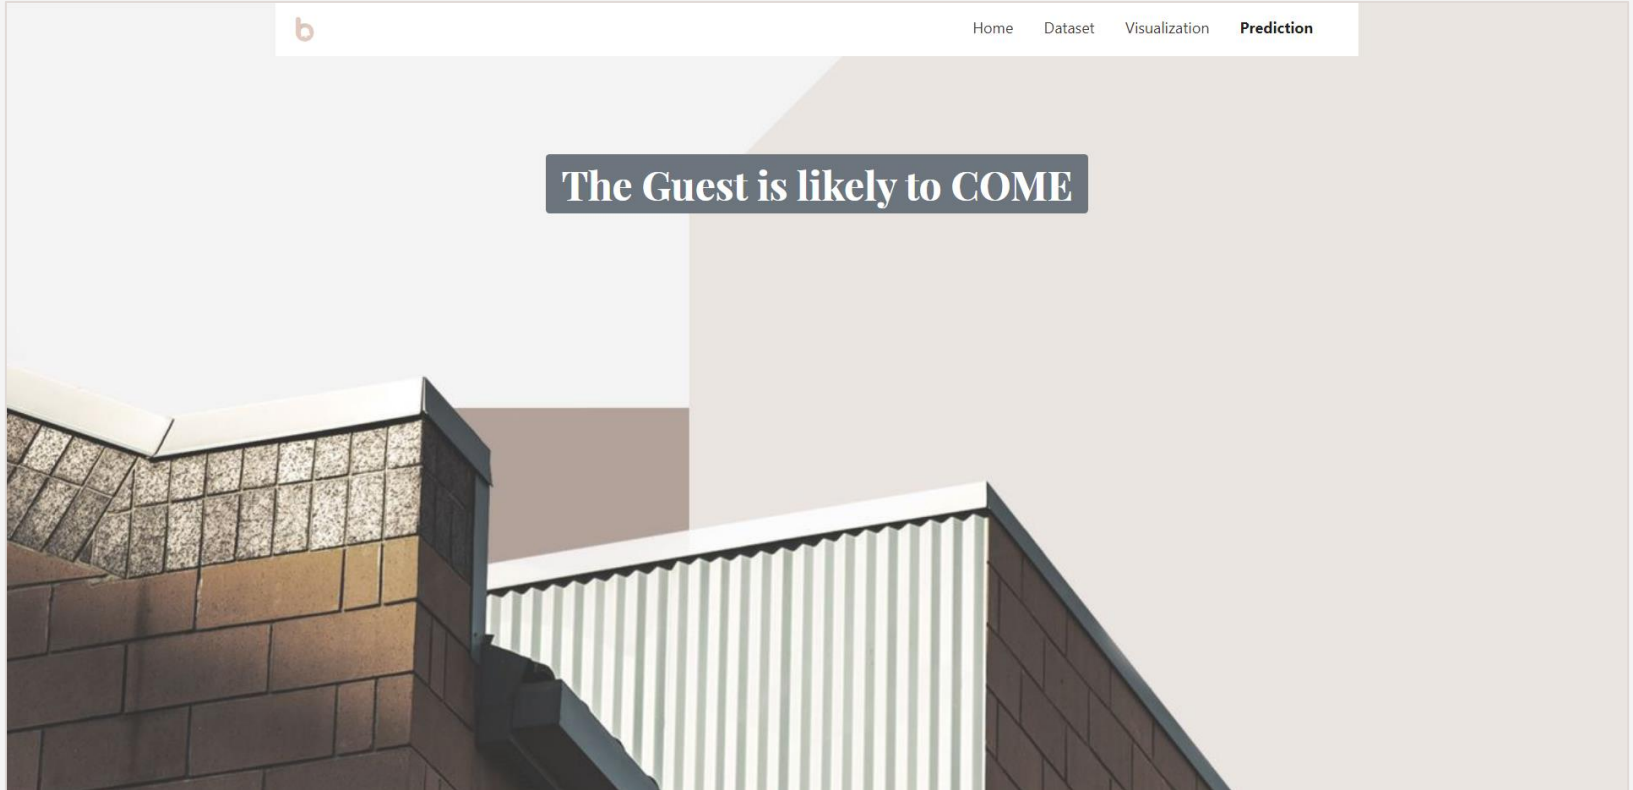 b
Home Dataset Visualization Prediction
The Guest is likely to COME